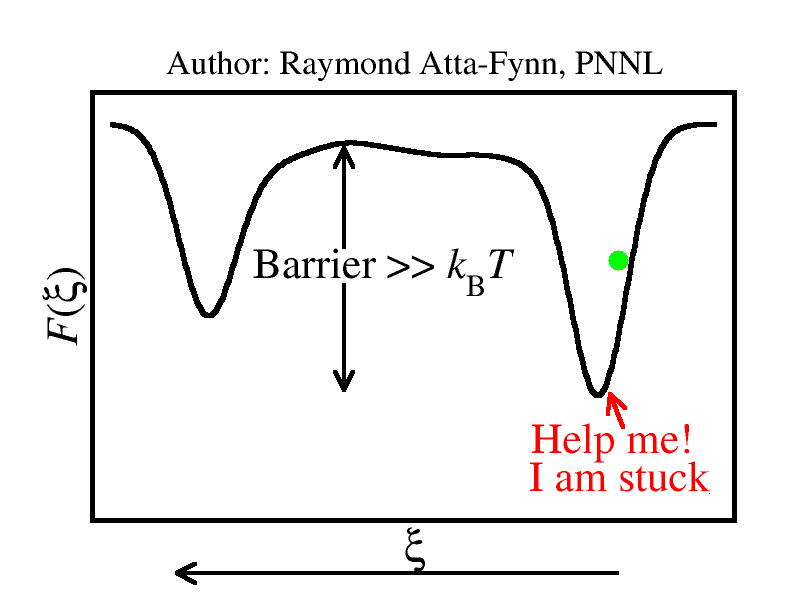 Author: Raymond Atta-Fynn, PNNL
F(ξ)
Barrier >> kBT
Help me!
I am stuck
ξ